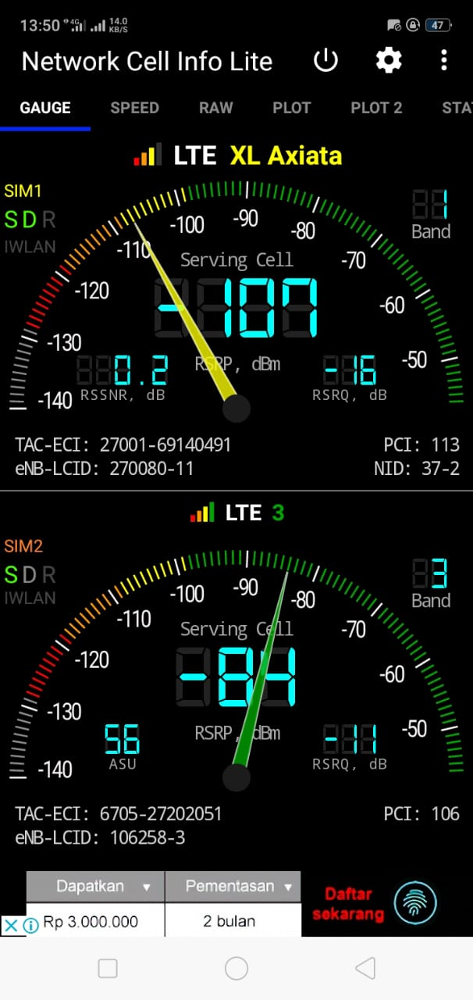 13:50 4G 14.0 KB/S 47
Network Cell Info Lite
GAUGE SPEED RAW PLOT PLOT 2 STAT
LTE XL Axiata
SIM1
S D R
IWLAN
1
Band
-140 -130 -120 -110 -100 -90 -80 -70 -60 -50
Serving Cell
-107
RSRP, dBm
0.2
RSSNR, dB
-16
RSRQ, dB
TAC-ECI: 27001-69140491 PCI: 113
eNB-LCID: 270080-11 NID: 37-2
LTE 3
SIM2
S D R
IWLAN
3
Band
-140 -130 -120 -110 -100 -90 -80 -70 -60 -50
Serving Cell
-84
RSRP, dBm
56
ASU
-11
RSRQ, dB
TAC-ECI: 6705-27202051 PCI: 106
eNB-LCID: 106258-3
Dapatkan Pementasan
Rp 3.000.000 2 bulan
Daftar
sekarang